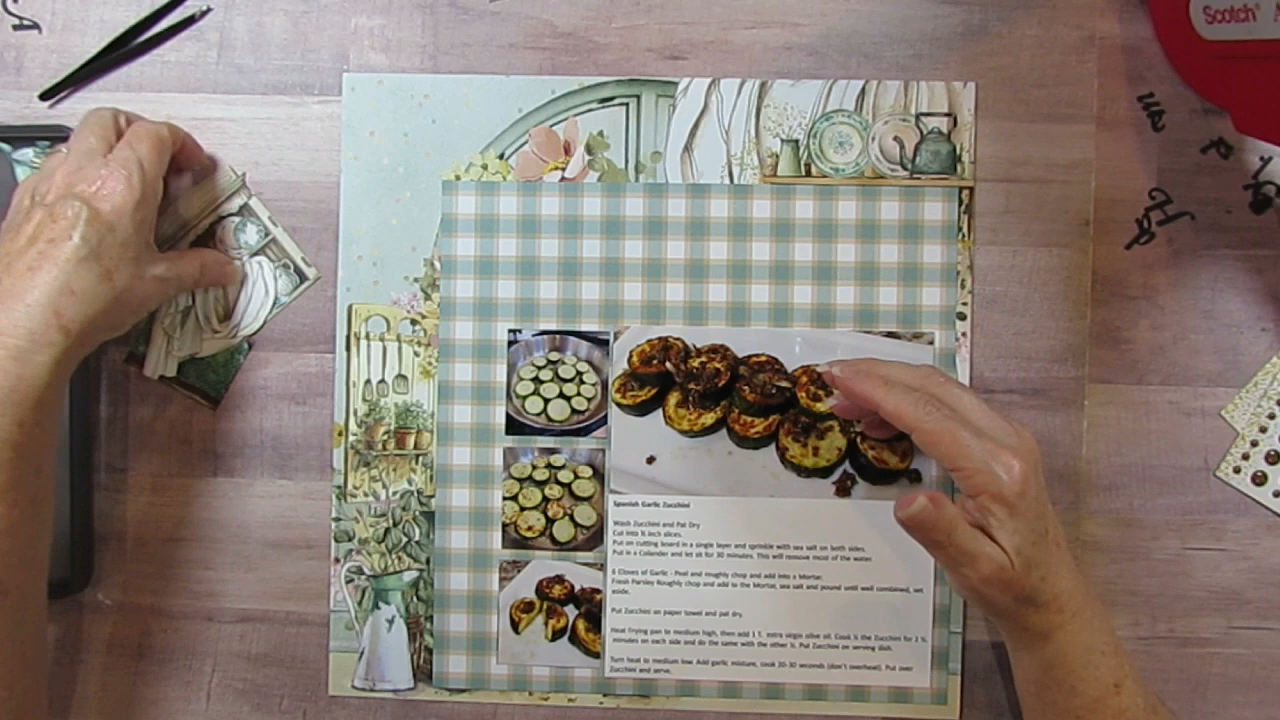 Scotch®
Spanish Garlic Zucchini
Wash Zucchini and Pat Dry
Cut into ½ inch slices.
Put on cutting board in a single layer and sprinkle with sea salt on both sides.
Put in a Colander and let sit for 30 minutes. This will remove most of the water.
6 Cloves of Garlic - Peel and roughly chop and add into a Mortar.
Fresh Parsley Roughly chop and add to the Mortar, sea salt and pound until well combined, set
aside.
Put Zucchini on paper towel and pat dry.
Heat Frying pan to medium high, then add 1 T. extra virgin olive oil. Cook ½ the Zucchini for 2 ½
minutes on each side and do the same with the other ½. Put Zucchini on serving dish.
Turn heat to medium low. Add garlic mixture, cook 20-30 seconds (don't overheat). Put over
Zucchini and serve.